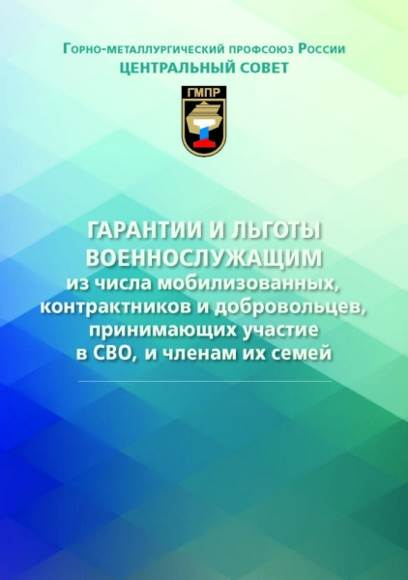 Горно-металлургический профсоюз России
ЦЕНТРАЛЬНЫЙ СОВЕТ
ГМПР
ГАРАНТИИ И ЛЬГОТЫ
ВОЕННОСЛУЖАЩИМ
из числа мобилизованных,
контрактников и добровольцев,
принимающих участие
в СВО, и членам их семей